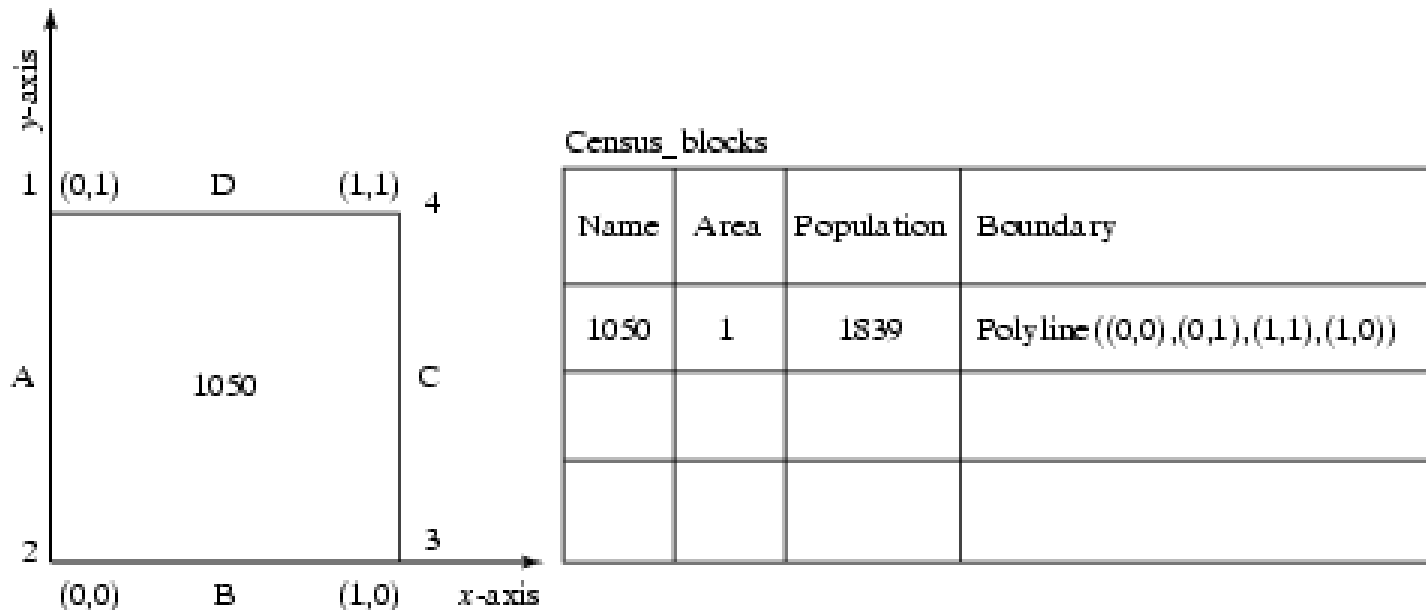 y-axis
1 (0,1) D (1,1) 4
A 1050 C
2 3
(0,0) B (1,0) x-axis
Census_blocks
Name Area Population Boundary
1050 1 1839 Polyline((0,0),(0,1),(1,1),(1,0))